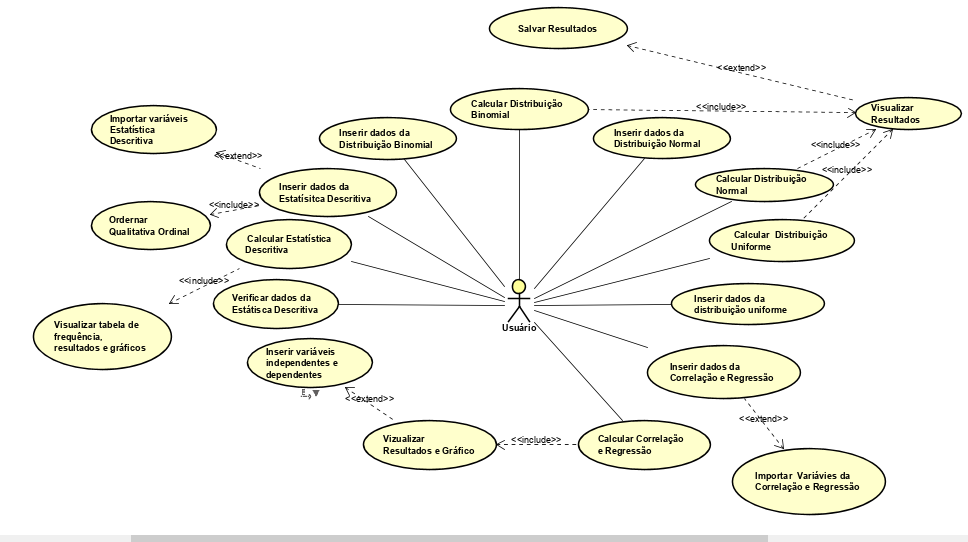 Salvar Resultados
<<extend>>
Calcular Distribuição
Binomial
<<include>>
Visualizar
Resultados
Importar variáveis
Estatística
Descritiva
Inserir dados da
Distribuição Binomial
Inserir dados da
Distribuição Normal
<<include>>
<<extend>>
<<include>>
Inserir dados da
Estatísitca Descritiva
Calcular Distribuição
Normal
<<include>>
Ordernar
Qualitativa Ordinal
Calcular Estatística
Descritiva
Calcular Distribuição
Uniforme
<<include>>
Verificar dados da
Estátisca Descritiva
Inserir dados da
distribuição uniforme
Usuário
Visualizar tabela de
frequência,
resultados e gráficos
Inserir variáveis
independentes e
dependentes
Inserir dados da
Correlação e Regressão
<<extend>>
<<extend>>
Vizualizar
Resultados e Gráfico
<<include>>
Calcular Correlação
e Regressão
Importar Variávies da
Correlação e Regressão